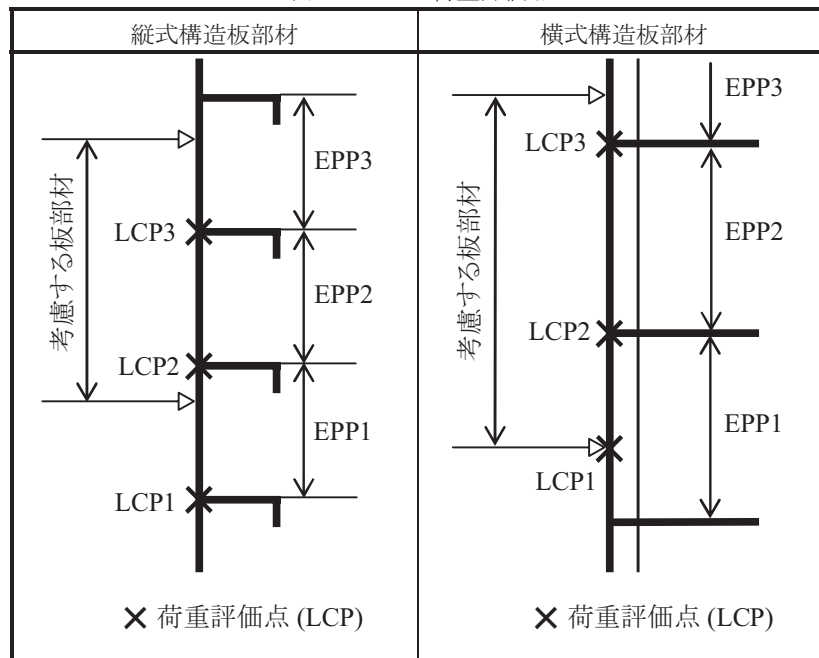 縦式構造板部材
横式構造板部材
考慮する板部材
LCP3
LCP2
LCP1
EPP3
EPP2
EPP1
× 荷重評価点 (LCP)
考慮する板部材
LCP3
LCP2
LCP1
EPP3
EPP2
EPP1
× 荷重評価点 (LCP)